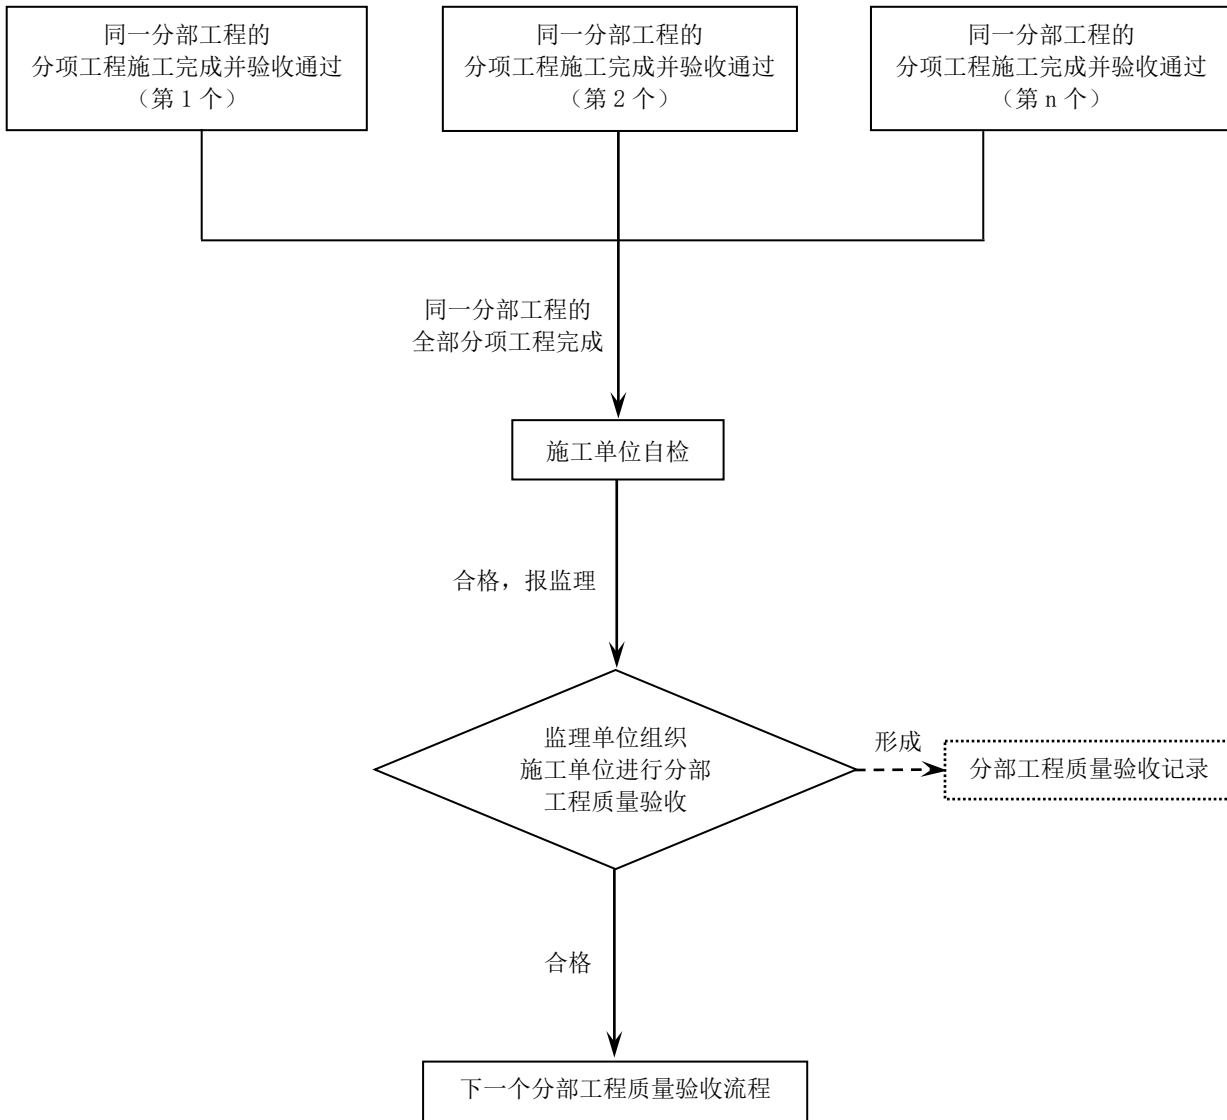 同一分部工程的
分项工程施工完成并验收通过
（第 1 个）
同一分部工程的
分项工程施工完成并验收通过
（第 2 个）
同一分部工程的
分项工程施工完成并验收通过
（第 n 个）
同一分部工程的
全部分项工程完成
施工单位自检
合格，报监理
监理单位组织
施工单位进行分部
工程质量验收
形成
分部工程质量验收记录
合格
下一个分部工程质量验收流程